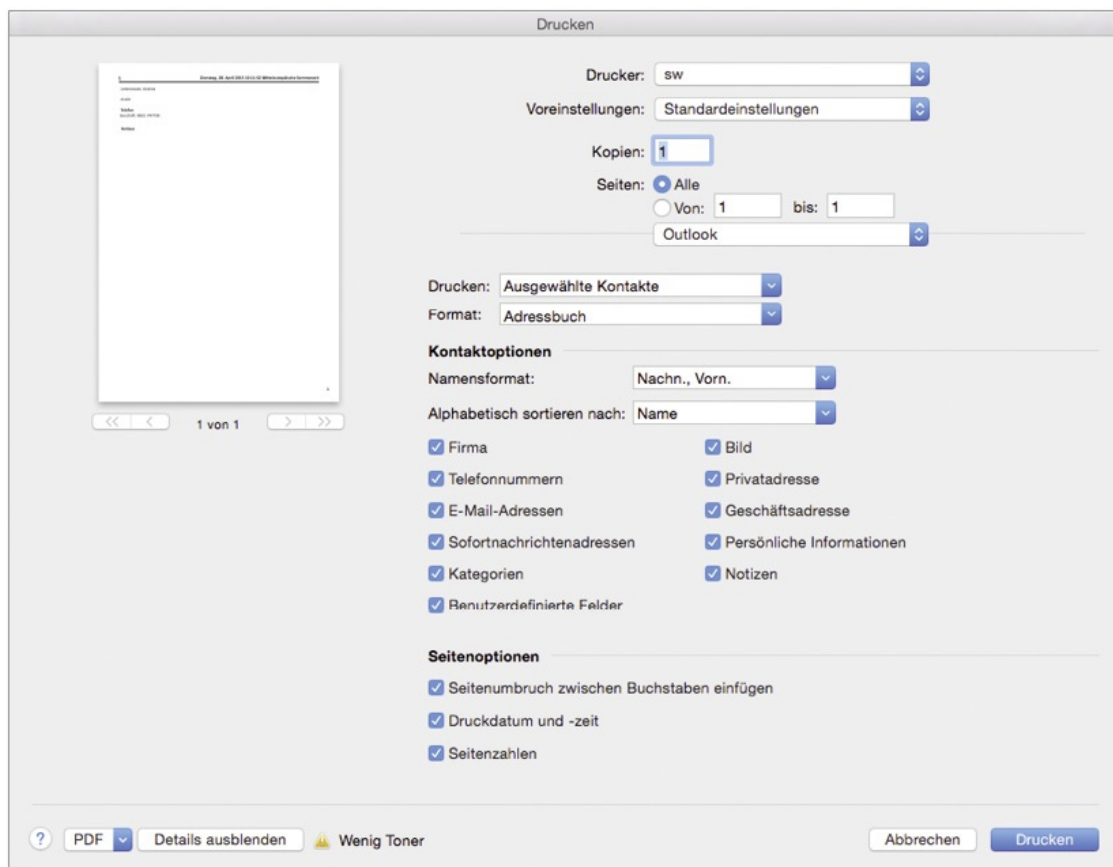 Drucken
Drucker: sw
Voreinstellungen: Standardeinstellungen
Kopien: 1
Seiten: Alle
Von: 1 bis: 1
Outlook
Drucken: Ausgewählte Kontakte
Format: Adressbuch
Kontaktoptionen
Namensformat: Nachn., Vorn.
Alphabetisch sortieren nach: Name
Firma Bild
Telefonnummern Privatadresse
E-Mail-Adressen Geschäftsadresse
Sofortnachrichtenadressen Persönliche Informationen
Kategorien Notizen
Benutzerdefinierte Felder
Seitenoptionen
Seitenumbruch zwischen Buchstaben einfügen
Druckdatum und -zeit
Seitenzahlen
1 von 1
? PDF Details ausblenden Wenig Toner Abbrechen Drucken